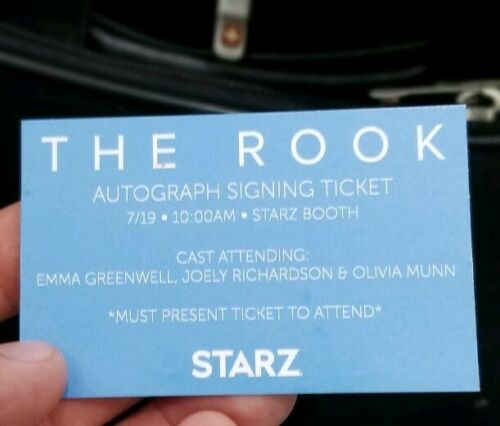 THE ROOK
AUTOGRAPH SIGNING TICKET
7/19 • 10:00AM • STARZ BOOTH
CAST ATTENDING:
EMMA GREENWELL, JOELY RICHARDSON & OLIVIA MUNN
*MUST PRESENT TICKET TO ATTEND*
STARZ